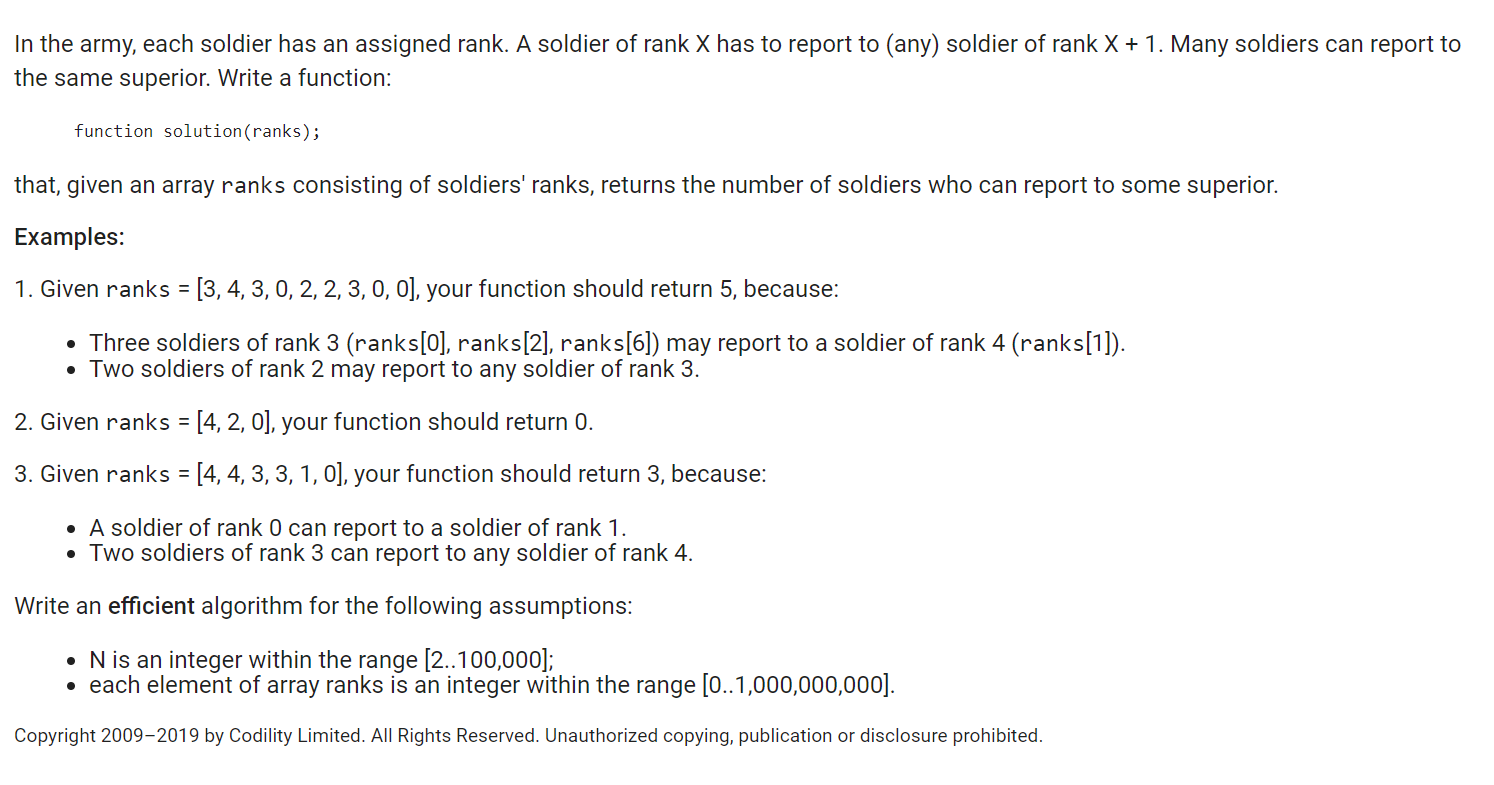 In the army, each soldier has an assigned rank. A soldier of rank X has to report to (any) soldier of rank X + 1. Many soldiers can report to
the same superior. Write a function:
function solution(ranks);
that, given an array ranks consisting of soldiers' ranks, returns the number of soldiers who can report to some superior.
Examples:
1. Given ranks = [3, 4, 3, 0, 2, 2, 3, 0, 0], your function should return 5, because:
• Three soldiers of rank 3 (ranks[0], ranks[2], ranks[6]) may report to a soldier of rank 4 (ranks[1]).
• Two soldiers of rank 2 may report to any soldier of rank 3.
2. Given ranks = [4, 2, 0], your function should return 0.
3. Given ranks = [4, 4, 3, 3, 1, 0], your function should return 3, because:
• A soldier of rank 0 can report to a soldier of rank 1.
• Two soldiers of rank 3 can report to any soldier of rank 4.
Write an efficient algorithm for the following assumptions:
• N is an integer within the range [2..100,000];
• each element of array ranks is an integer within the range [0..1,000,000,000].
Copyright 2009–2019 by Codility Limited. All Rights Reserved. Unauthorized copying, publication or disclosure prohibited.